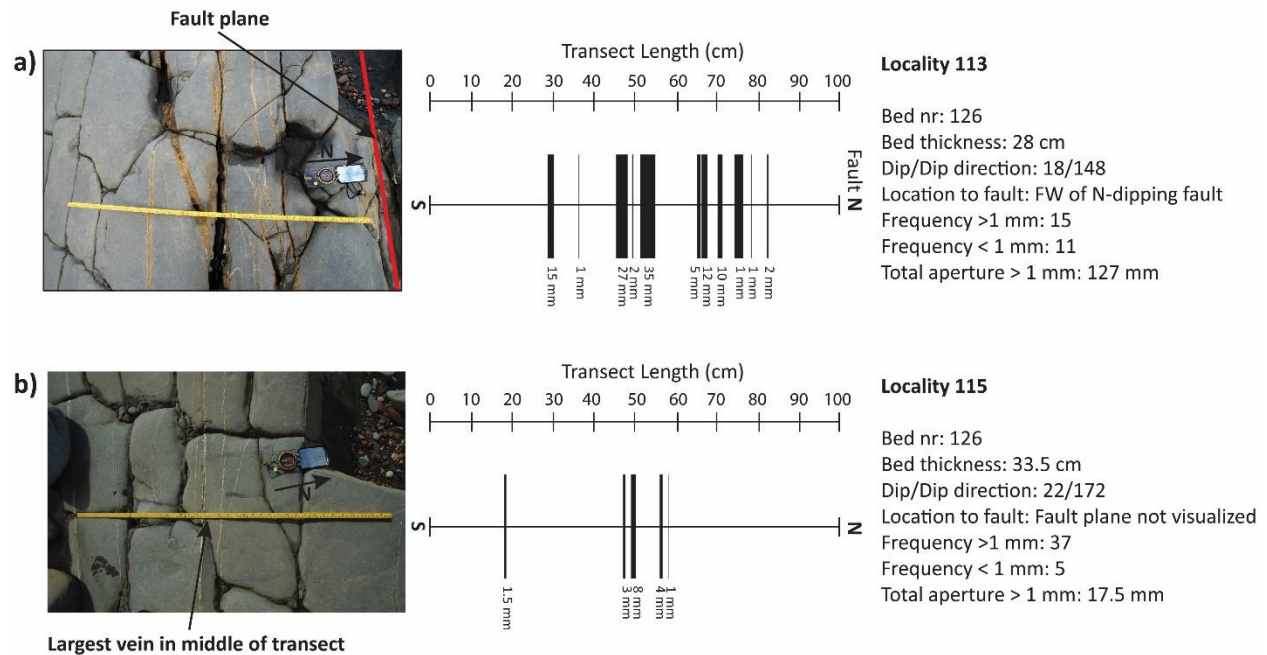 Fault plane
a)
N
Transect Length (cm)
0 10 20 30 40 50 60 70 80 90 100
S
Fault N
15 mm
1 mm
27 mm
2 mm
35 mm
5 mm
12 mm
10 mm
1 mm
1 mm
2 mm
Locality 113
Bed nr: 126
Bed thickness: 28 cm
Dip/Dip direction: 18/148
Location to fault: FW of N-dipping fault
Frequency >1 mm: 15
Frequency < 1 mm: 11
Total aperture > 1 mm: 127 mm
b)
N
Largest vein in middle of transect
Transect Length (cm)
0 10 20 30 40 50 60 70 80 90 100
S
N
1.5 mm
3 mm
8 mm
4 mm
1 mm
Locality 115
Bed nr: 126
Bed thickness: 33.5 cm
Dip/Dip direction: 22/172
Location to fault: Fault plane not visualized
Frequency >1 mm: 37
Frequency < 1 mm: 5
Total aperture > 1 mm: 17.5 mm